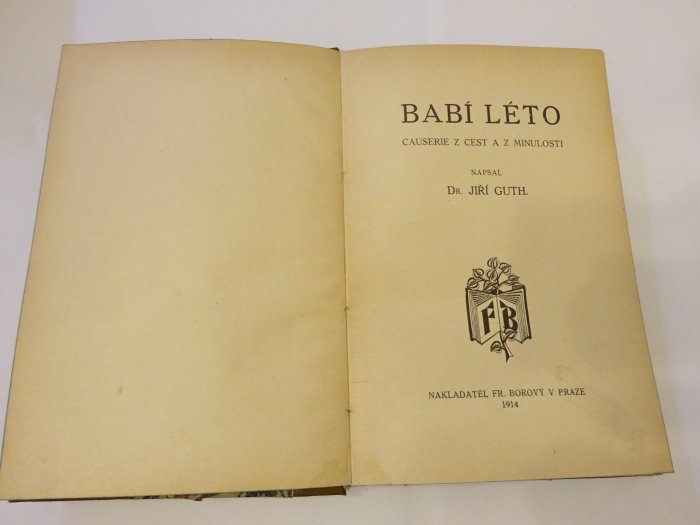 BABÍ LÉTO
CAUSERIE Z CEST A Z MINULOSTI
NAPSAL
DR. JIŘÍ GUTH.
FB
NAKLADATEL FR. BOROVÝ V PRAZE
1914